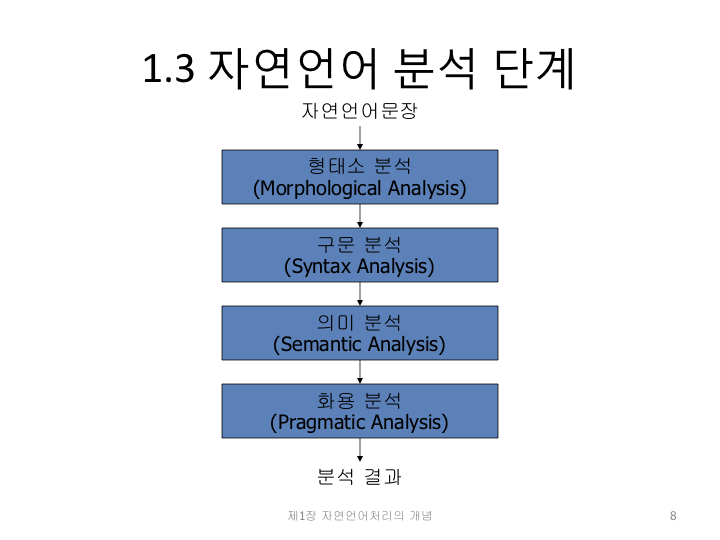 1.3 자연언어 분석 단계
자연언어문장
형태소 분석
(Morphological Analysis)
구문 분석
(Syntax Analysis)
의미 분석
(Semantic Analysis)
화용 분석
(Pragmatic Analysis)
분석 결과
제1장 자연언어처리의 개념
8